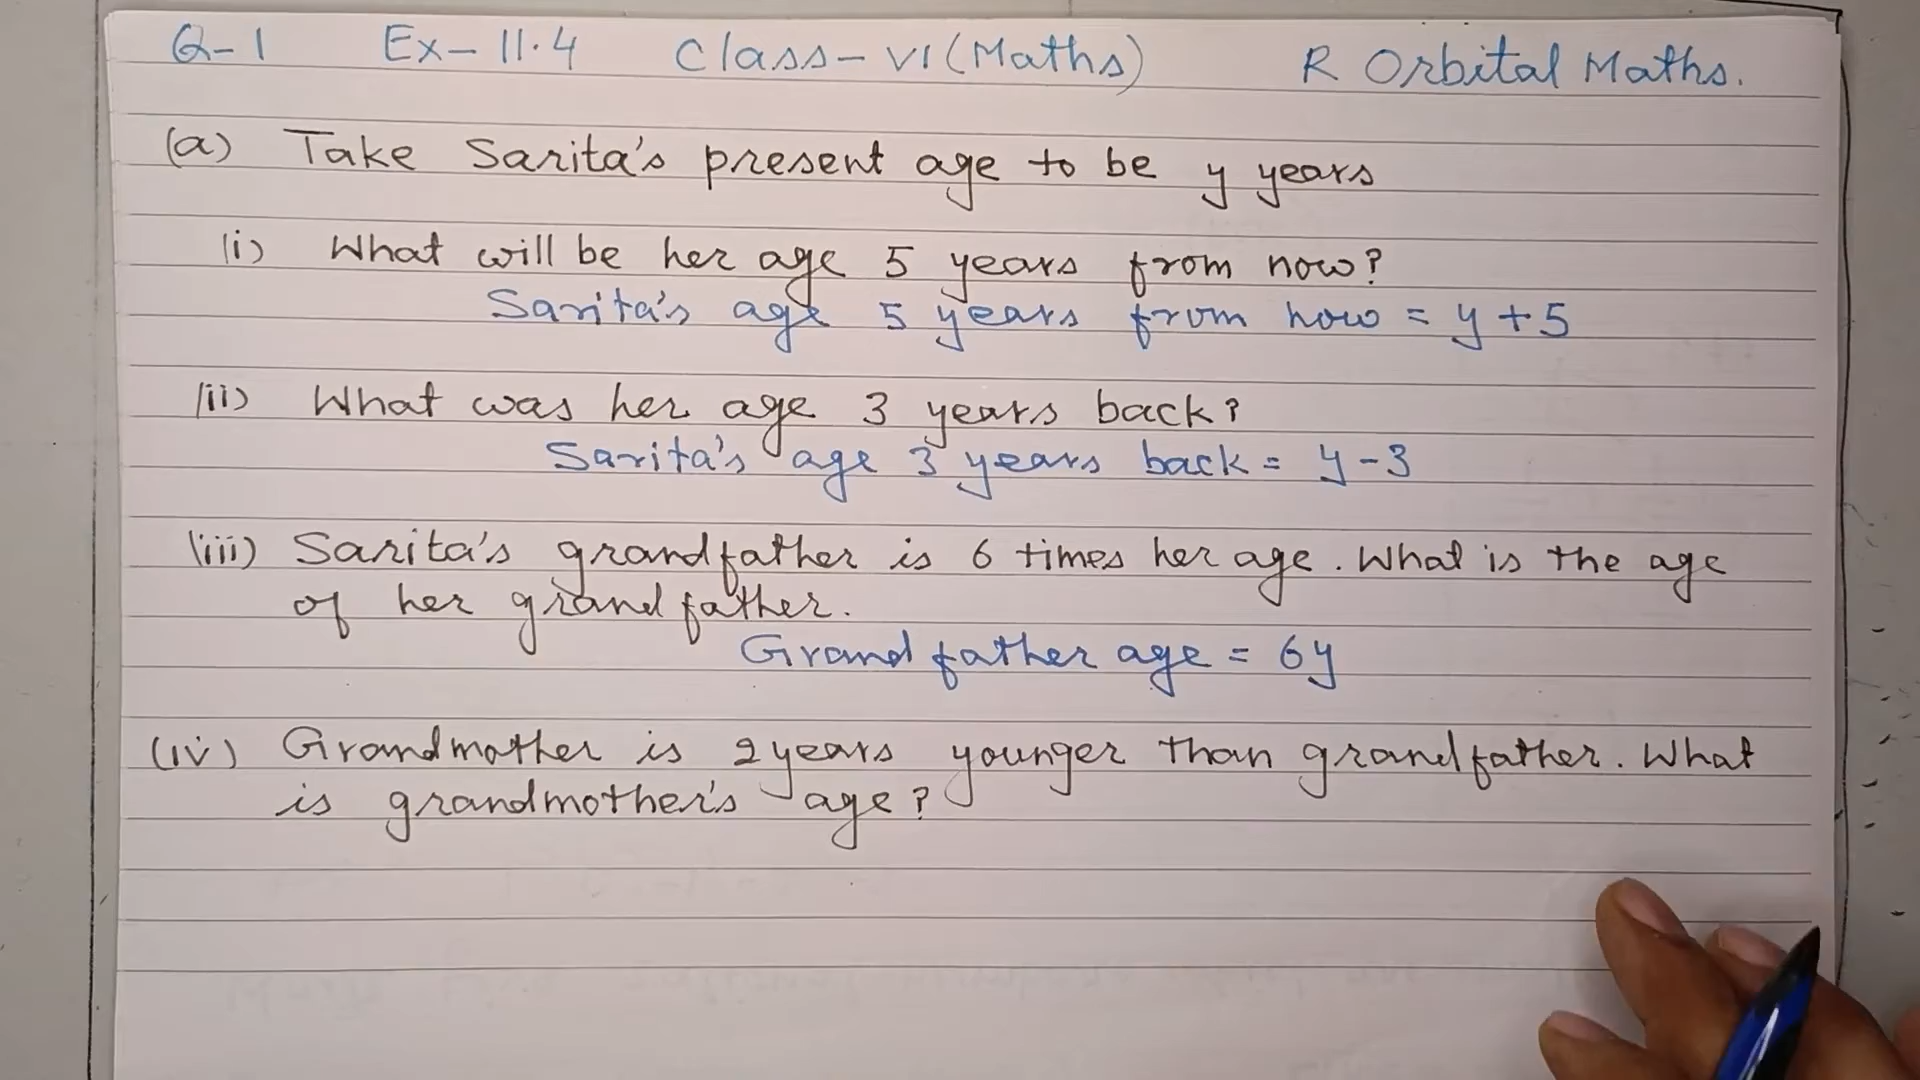 Q-1 Ex-11.4 Class-VI (Maths) R Orbital Maths.
(a) Take Sarita's present age to be y years
(i) What will be her age 5 years from now?
Sarita's age 5 years from now = y + 5
(ii) What was her age 3 years back?
Sarita's age 3 years back = y - 3
(iii) Sarita's grandfather is 6 times her age. What is the age
of her grandfather.
Grandfather age = 6y
(iv) Grandmother is 2 years younger than grandfather. What
is grandmother's age?